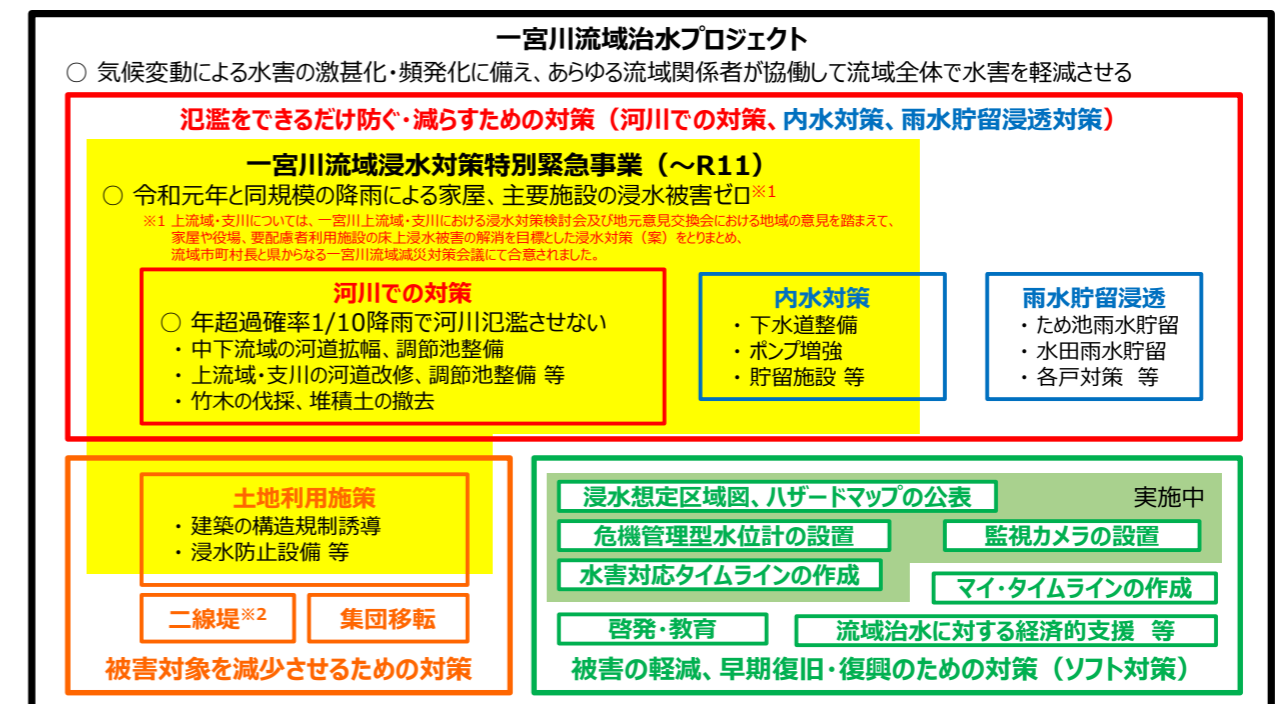 一宮川流域治水プロジェクト
○ 気候変動による水害の激甚化・頻発化に備え、あらゆる流域関係者が協働して流域全体で水害を軽減させる
氾濫をできるだけ防ぐ・減らすための対策（河川での対策、内水対策、雨水貯留浸透対策）
一宮川流域浸水対策特別緊急事業（～R11）
○ 令和元年と同規模の降雨による家屋、主要施設の浸水被害ゼロ※1
※1 上流域・支川については、一宮川上流域・支川における浸水対策検討会及び地元意見交換会における地域の意見を踏まえて、
家屋や役場、要配慮者利用施設の床上浸水被害の解消を目標とした浸水対策（案）をとりまとめ、
流域市町村長と県からなる一宮川流域減災対策会議にて合意されました。
河川での対策
○ 年超過確率1/10降雨で河川氾濫させない
・中下流域の河道拡幅、調節池整備
・上流域・支川の河道改修、調節池整備 等
・竹木の伐採、堆積土の撤去
内水対策
・下水道整備
・ポンプ増強
・貯留施設 等
雨水貯留浸透
・ため池雨水貯留
・水田雨水貯留
・各戸対策 等
土地利用施策
・建築の構造規制誘導
・浸水防止設備 等
二線堤※2
集団移転
被害対象を減少させるための対策
浸水想定区域図、ハザードマップの公表
実施中
危機管理型水位計の設置
監視カメラの設置
水害対応タイムラインの作成
マイ・タイムラインの作成
啓発・教育
流域治水に対する経済的支援 等
被害の軽減、早期復旧・復興のための対策（ソフト対策）